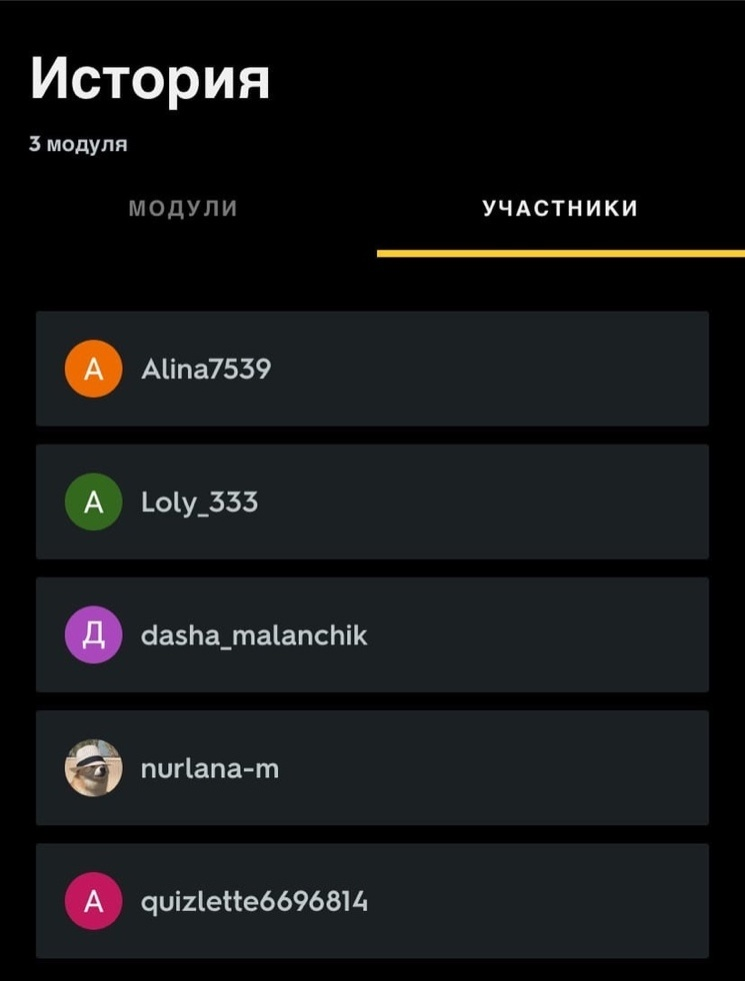 История
3 модуля
МОДУЛИ
УЧАСТНИКИ
А
Alina7539
А
Loly_333
Д
dasha_malanchik
nurlana-m
А
quizlette6696814